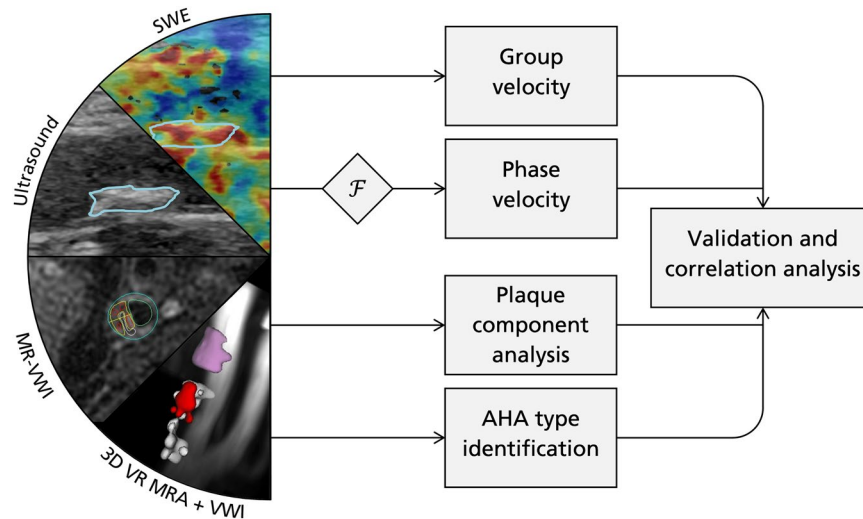 SWE
Ultrasound
MR-VWI
3D VR MRA + VWI
Group
velocity
ℱ
Phase
velocity
Plaque
component
analysis
AHA type
identification
Validation and
correlation analysis